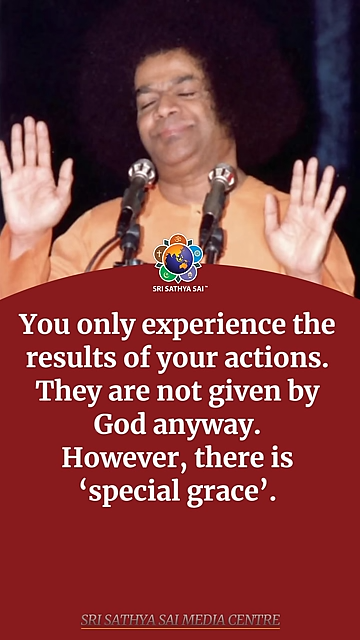 SRI SATHYA SAI™
You only experience the
results of your actions.
They are not given by
God anyway.
However, there is
‘special grace’.
SRI SATHYA SAI MEDIA CENTRE